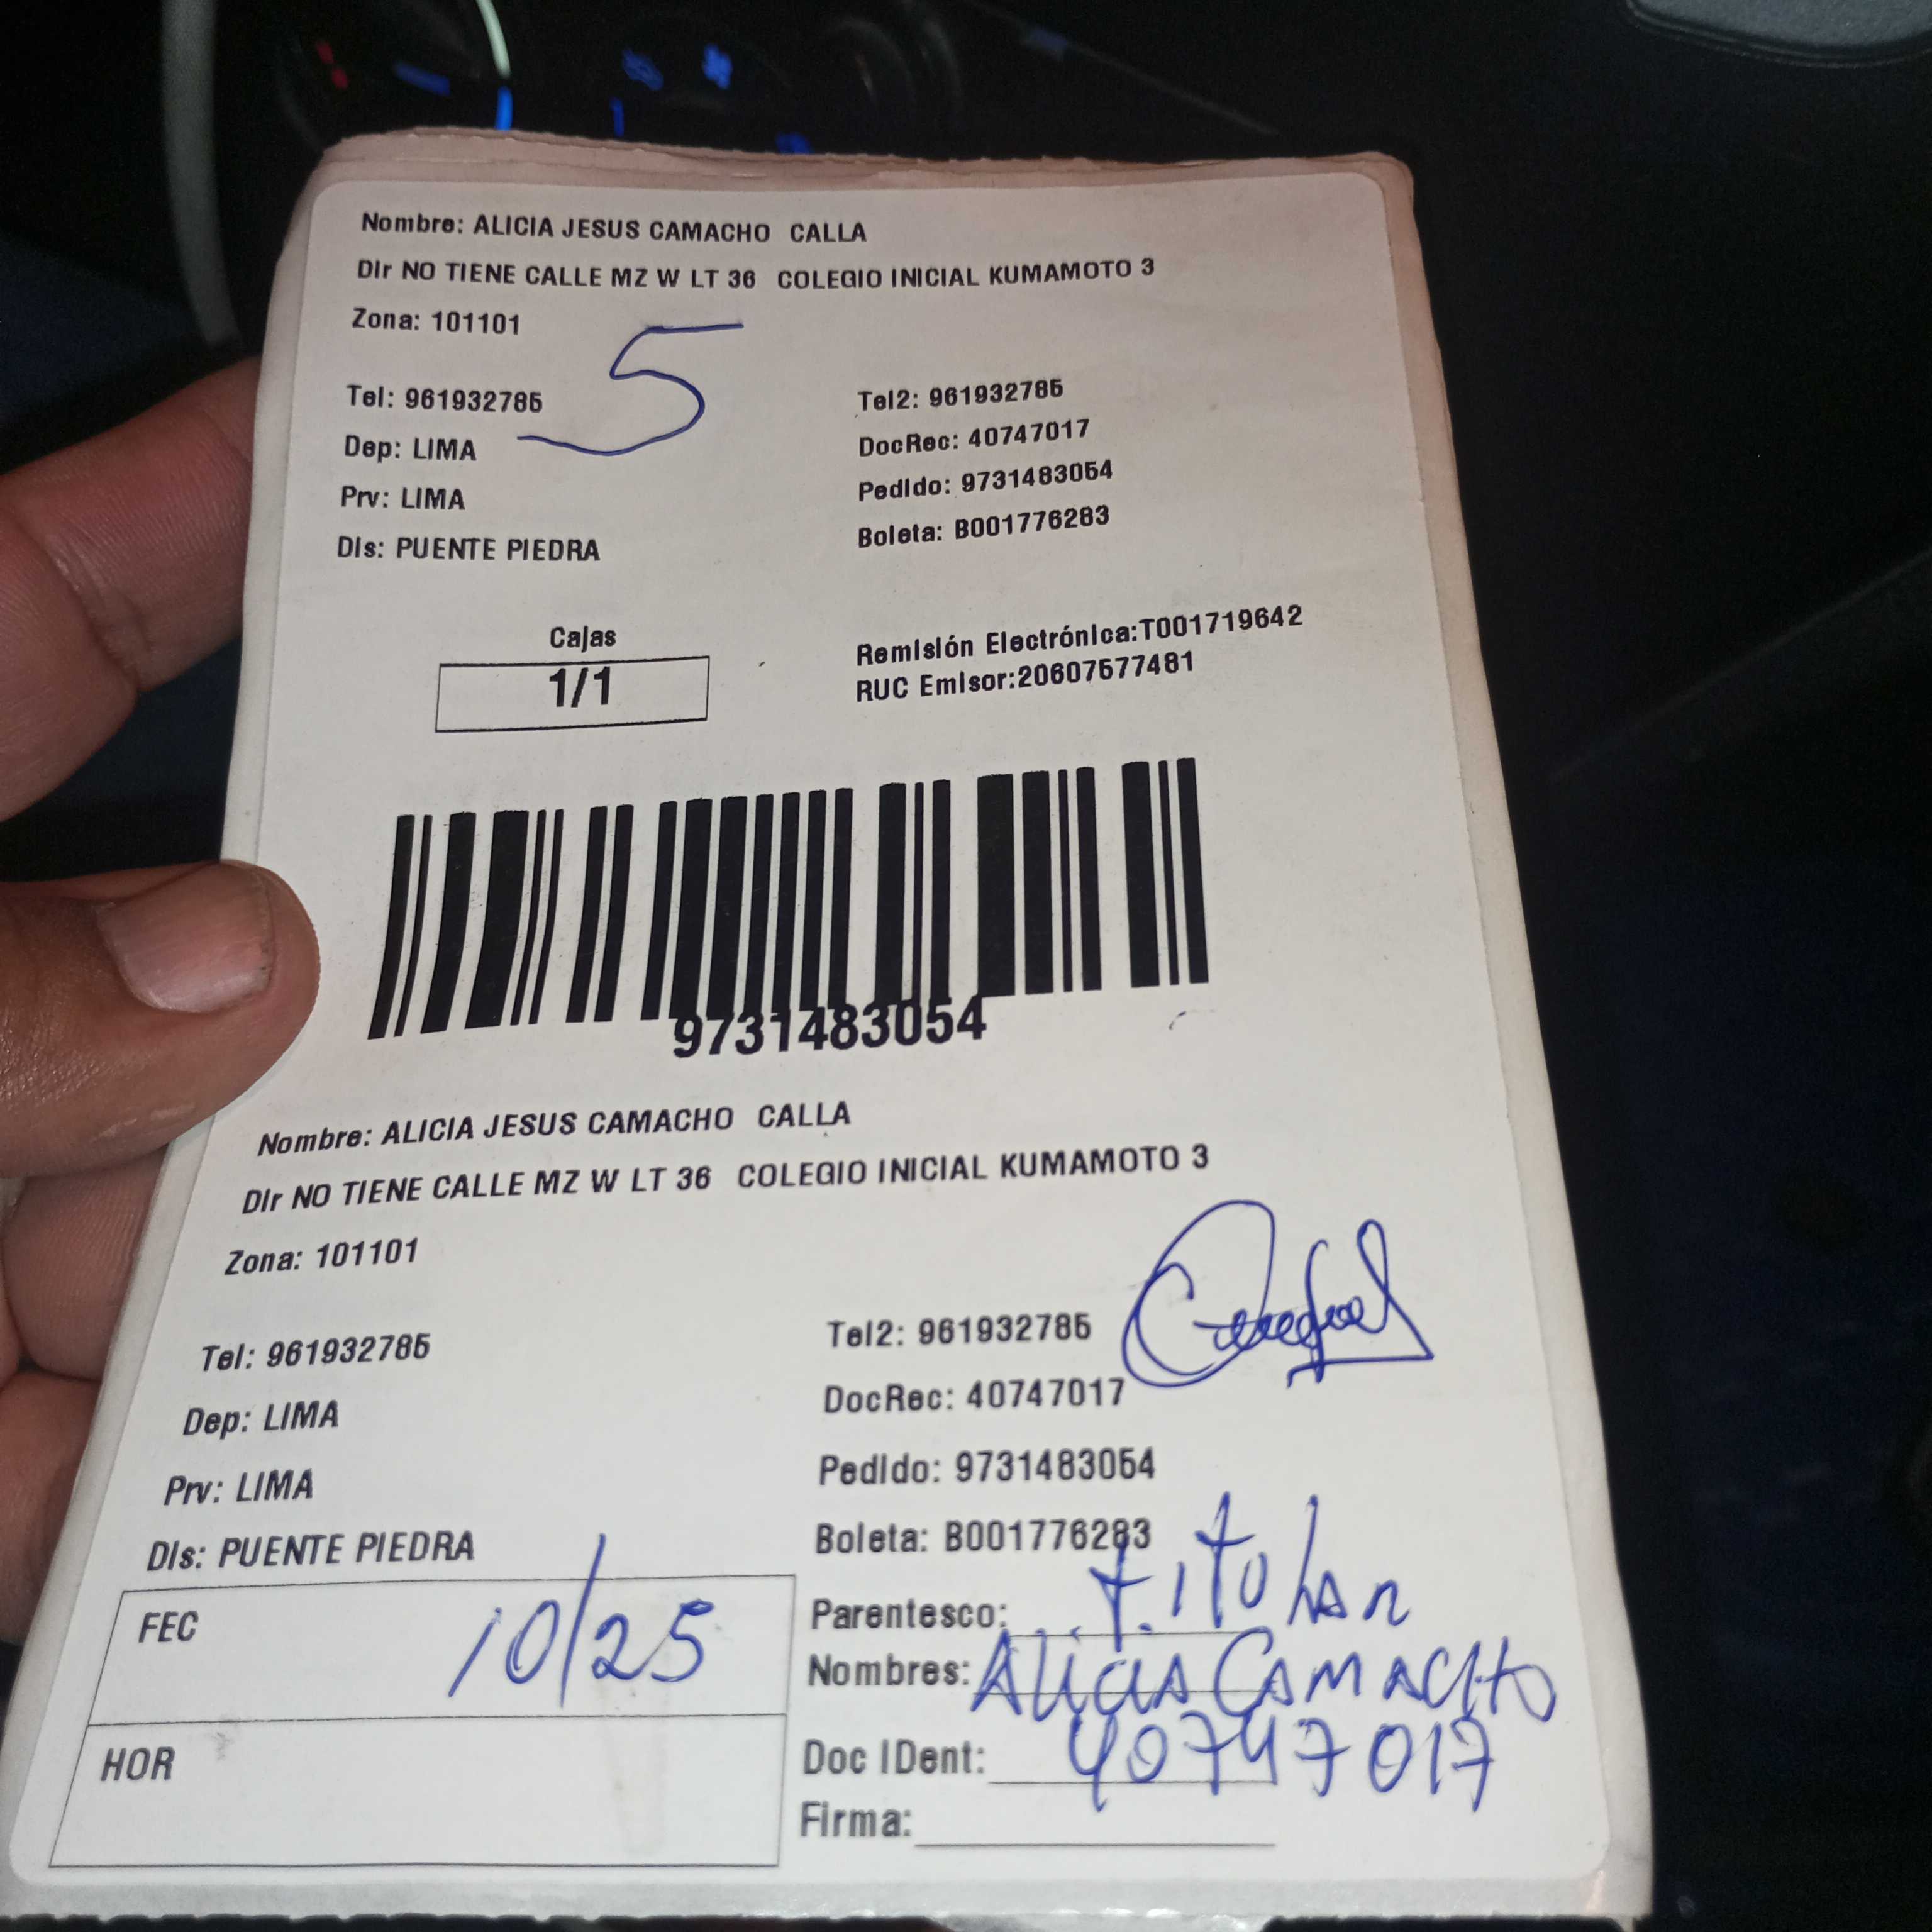 Nombre: ALICIA JESUS CAMACHO CALLA
Dir NO TIENE CALLE MZ W LT 36 COLEGIO INICIAL KUMAMOTO 3
Zona: 101101
5
Tel: 961932785
Tel2: 961932785
Dep: LIMA
DocRec: 40747017
Prv: LIMA
Pedido: 9731483054
Dis: PUENTE PIEDRA
Boleta: B001776283
Cajas
1/1
Remisión Electrónica:T001719642
RUC Emisor:20607577481
9731483054
Nombre: ALICIA JESUS CAMACHO CALLA
Dir NO TIENE CALLE MZ W LT 36 COLEGIO INICIAL KUMAMOTO 3
Zona: 101101
Tel: 961932785
Tel2: 961932785
Dep: LIMA
DocRec: 40747017
Prv: LIMA
Pedido: 9731483054
Dis: PUENTE PIEDRA
Boleta: B001776283
FEC 10/25
HOR
Parentesco: titular
Nombres: Alicia Camacho
Doc IDent: 40747017
Firma: